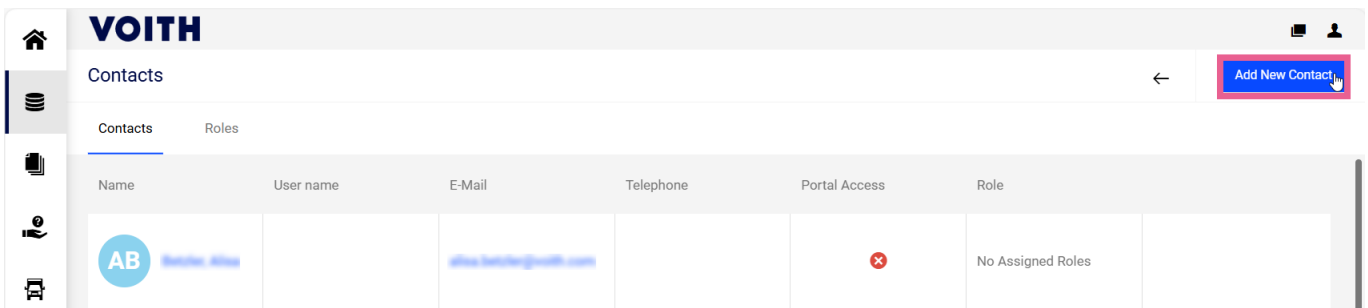 VOITH
Contacts
Add New Contact
Contacts Roles
Name User name E-Mail Telephone Portal Access Role
AB No Assigned Roles